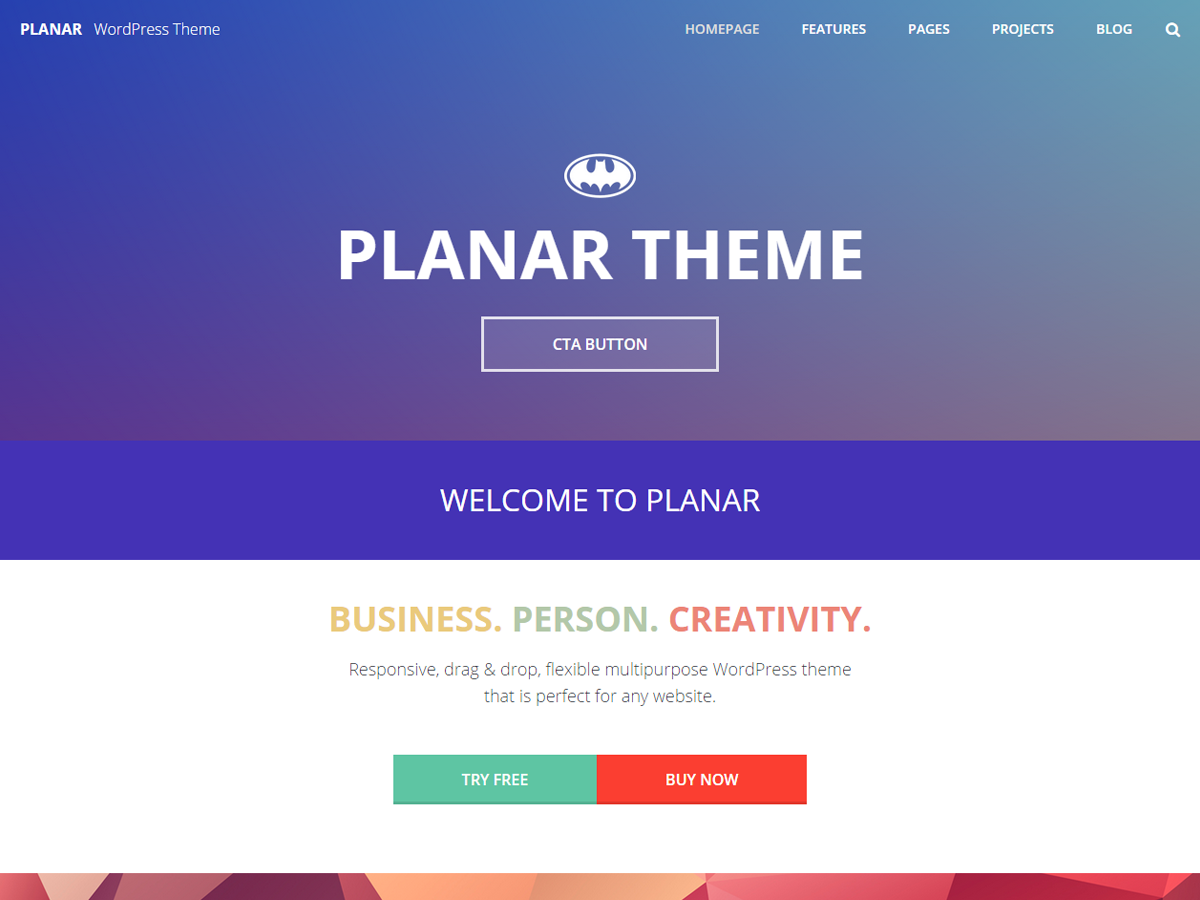 PLANAR WordPress Theme
HOMEPAGE FEATURES PAGES PROJECTS BLOG
PLANAR THEME
CTA BUTTON
WELCOME TO PLANAR
BUSINESS. PERSON. CREATIVITY.
Responsive, drag & drop, flexible multipurpose WordPress theme
that is perfect for any website.
TRY FREE BUY NOW